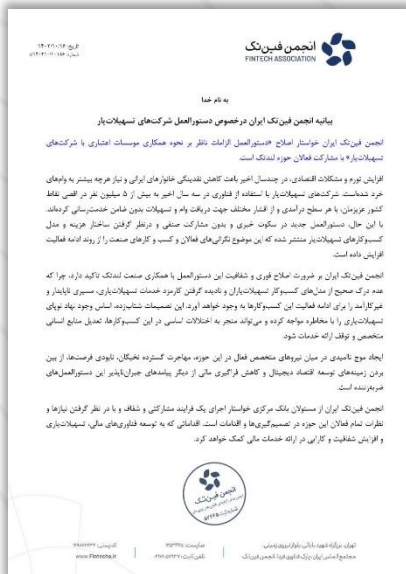 انجمن فین‌تک
FINTECH ASSOCIATION
تاریخ: ۱۴۰۲/۱۰/۱۶
به نام خدا
بیانیه انجمن فین‌تک ایران درخصوص دستورالعمل شرکت‌های تسهیلات‌یار
انجمن فین‌تک ایران خواستار اصلاح «دستورالعمل الزامات ناظر بر نحوه همکاری موسسات اعتباری با شرکت‌های
تسهیلات‌یار» با مشارکت فعالان حوزه لندتک است.
افزایش تورم و مشکلات اقتصادی، در چندسال اخیر باعث کاهش نقدینگی خانوارهای ایرانی و نیاز هرچه بیشتر به وام‌های
خرد شده‌است. شرکت‌های تسهیلات‌یار با استفاده از فناوری در سه سال اخیر به بیش از ۵ میلیون نفر در اقصی نقاط
کشور عزیزمان، با هر سطح درآمدی و از اقشار مختلف جهت دریافت وام و تسهیلات بدون ضامن خدمت‌رسانی کرده‌اند.
با این حال، دستورالعمل جدید در سکوت خبری و بدون مشارکت صنفی و درنظر گرفتن ساختار هزینه و مدل
کسب‌وکارهای تسهیلات‌یار منتشر شده که این موضوع نگرانی‌های فعالان و کسب و کارهای صنعت را از روند ادامه فعالیت
افزایش داده است.
انجمن فین‌تک ایران بر ضرورت اصلاح فوری و شفافیت این دستورالعمل با همکاری صنعت لندتک تاکید دارد، چرا که
عدم درک صحیح از مدل‌های کسب‌وکار تسهیلات‌یاران و نادیده گرفتن کارمزد خدمات تسهیلات‌یاری، مسیری ناپایدار و
غیرکارآمد را برای ادامه فعالیت این کسب‌وکارها به وجود خواهد آورد. این تصمیمات شتاب‌زده، اساس وجود نهاد نوپای
تسهیلات‌یاری را با مخاطره مواجه کرده و می‌تواند منجر به اختلالات اساسی در این کسب‌وکارها، تعدیل منابع انسانی
متخصص و توقف ارائه خدمات شود.
ایجاد موج ناامیدی در میان نیروهای متخصص فعال در این حوزه، مهاجرت گسترده نخبگان، نابودی فرصت‌ها، از بین
بردن زمینه‌های توسعه اقتصاد دیجیتال و کاهش فراگیری مالی از دیگر پیامدهای جبران‌ناپذیر این دستورالعمل‌های
ضربه‌زننده است.
انجمن فین‌تک ایران از مسئولان بانک مرکزی خواستار اجرای یک فرایند مشارکتی و شفاف و با در نظر گرفتن نیازها و
نظرات تمام فعالان این حوزه در تصمیم‌گیری‌ها و اقدامات است. اقداماتی که به توسعه فناوری‌های مالی، تسهیلات‌یاری
و افزایش شفافیت و کارایی در ارائه خدمات مالی کمک خواهد کرد.
انجمن فین‌تک
www.Fintech.ir